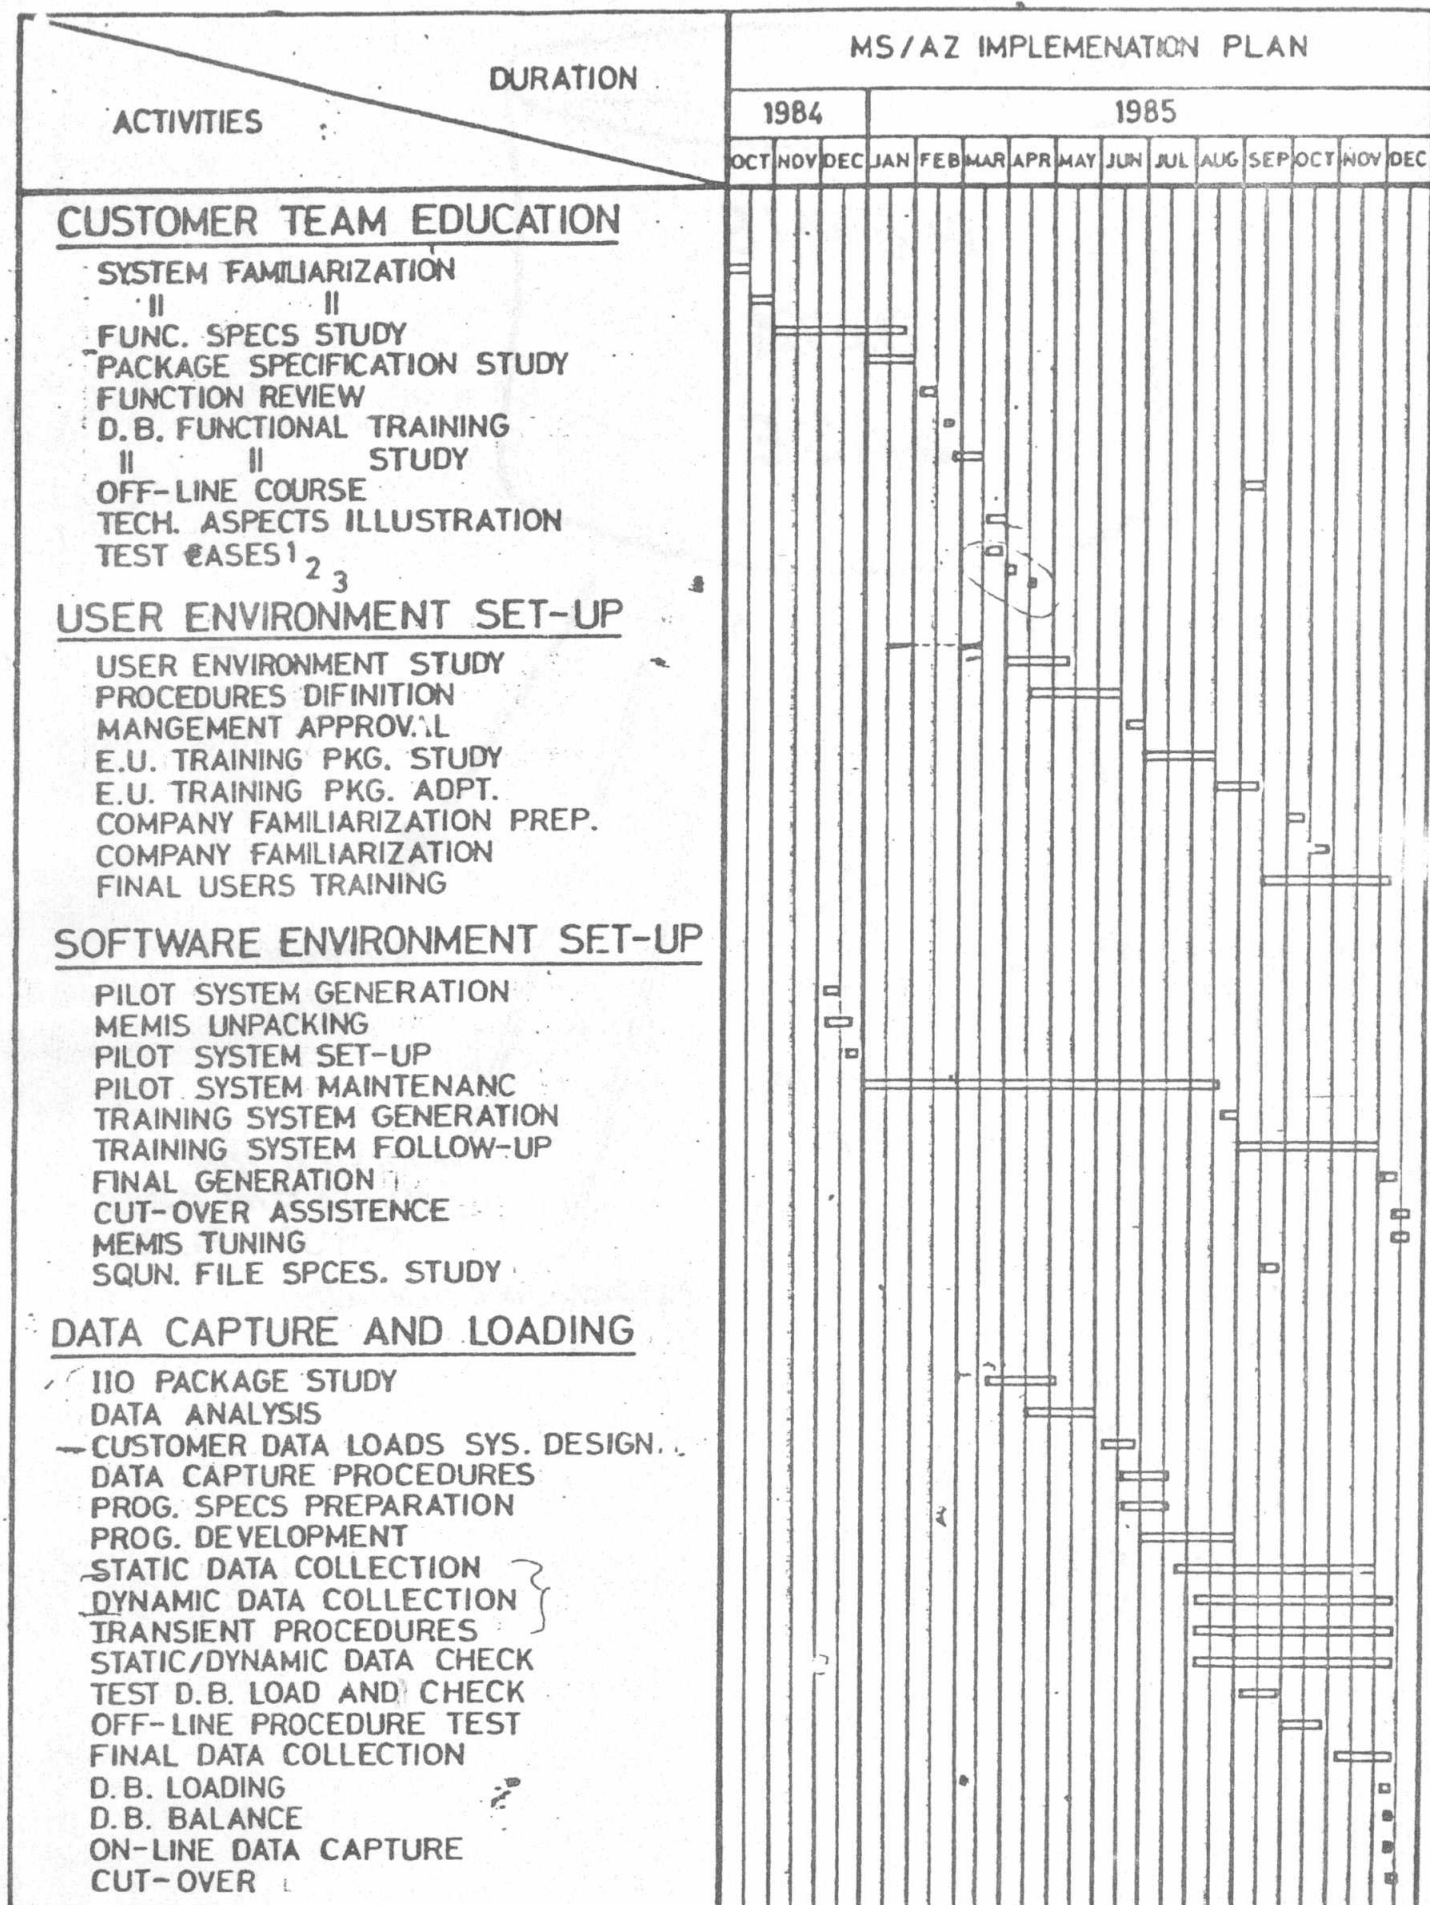 MS/AZ IMPLEMENATION PLAN
DURATION
ACTIVITIES :
1984 1985
OCT NOV DEC JAN FEB MAR APR MAY JUN JUL AUG SEP OCT NOV DEC
CUSTOMER TEAM EDUCATION
SYSTEM FAMILIARIZATION
" "
FUNC. SPECS STUDY
PACKAGE SPECIFICATION STUDY
FUNCTION REVIEW
D.B. FUNCTIONAL TRAINING
" " STUDY
OFF-LINE COURSE
TECH. ASPECTS ILLUSTRATION
TEST CASES 1 2 3
USER ENVIRONMENT SET-UP
USER ENVIRONMENT STUDY
PROCEDURES DIFINITION
MANGEMENT APPROVAL
E.U. TRAINING PKG. STUDY
E.U. TRAINING PKG. ADPT.
COMPANY FAMILIARIZATION PREP.
COMPANY FAMILIARIZATION
FINAL USERS TRAINING
SOFTWARE ENVIRONMENT SET-UP
PILOT SYSTEM GENERATION
MEMIS UNPACKING
PILOT SYSTEM SET-UP
PILOT SYSTEM MAINTENANC
TRAINING SYSTEM GENERATION
TRAINING SYSTEM FOLLOW-UP
FINAL GENERATION
CUT-OVER ASSISTENCE
MEMIS TUNING
SQUN. FILE SPCES. STUDY
DATA CAPTURE AND LOADING
IIO PACKAGE STUDY
DATA ANALYSIS
CUSTOMER DATA LOADS SYS. DESIGN.
DATA CAPTURE PROCEDURES
PROG. SPECS PREPARATION
PROG. DEVELOPMENT
STATIC DATA COLLECTION
DYNAMIC DATA COLLECTION
TRANSIENT PROCEDURES
STATIC/DYNAMIC DATA CHECK
TEST D.B. LOAD AND CHECK
OFF-LINE PROCEDURE TEST
FINAL DATA COLLECTION
D.B. LOADING
D.B. BALANCE
ON-LINE DATA CAPTURE
CUT-OVER